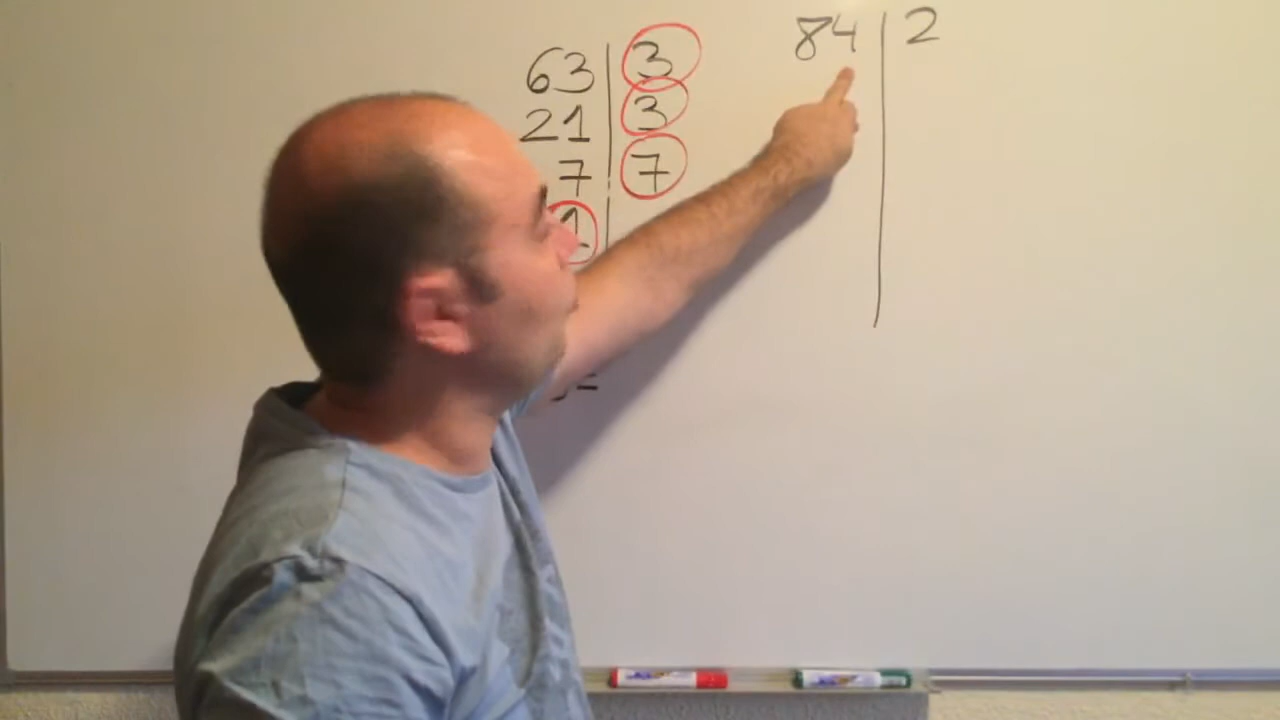 63 | 3
21 | 3
7 | 7
1
=
84 | 2